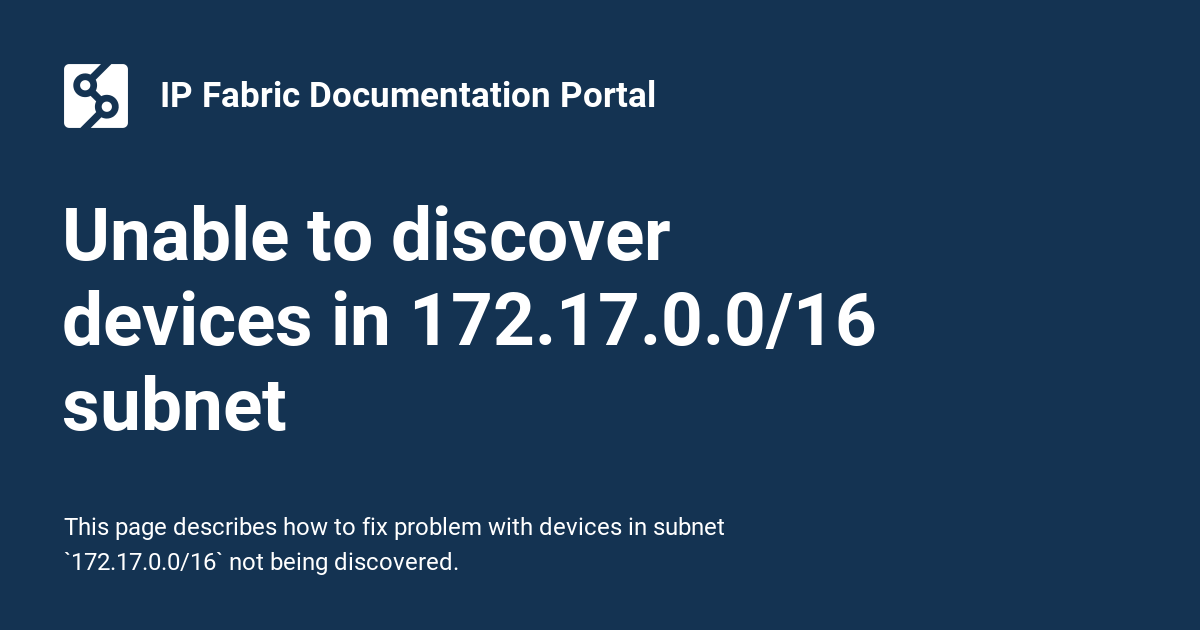 IP Fabric Documentation Portal
Unable to discover
devices in 172.17.0.0/16
subnet
This page describes how to fix problem with devices in subnet
`172.17.0.0/16` not being discovered.